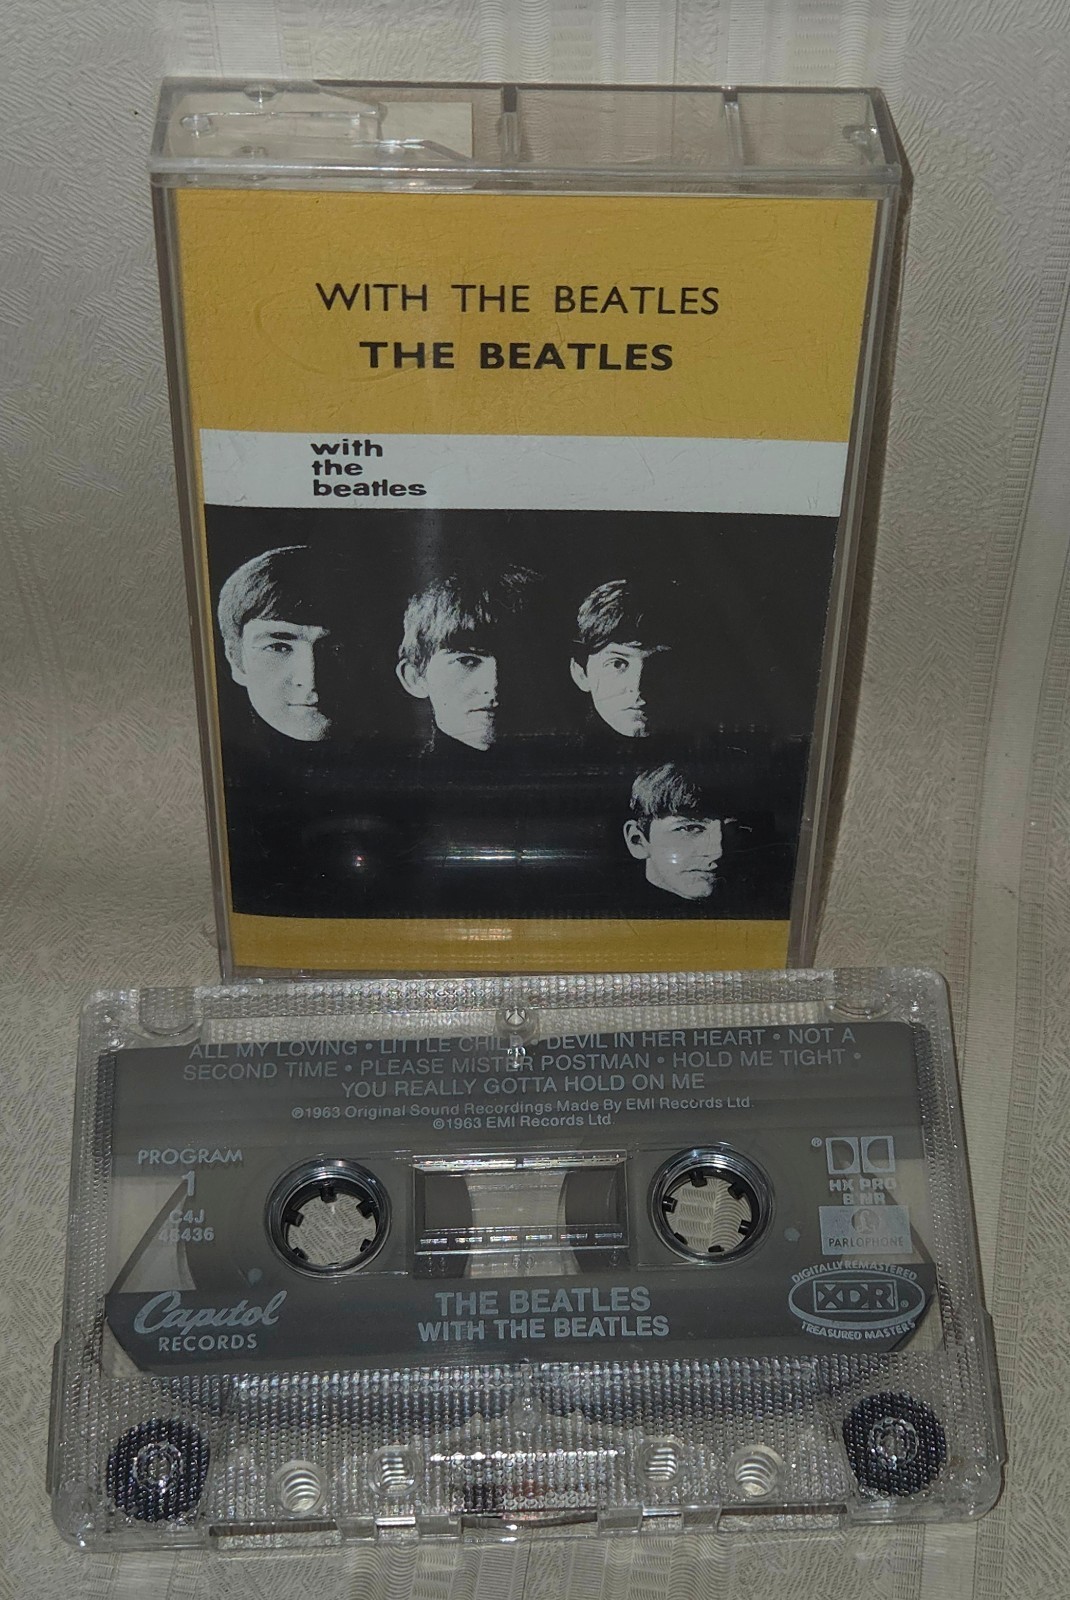 WITH THE BEATLES
THE BEATLES
with
the
beatles
ALL MY LOVING • LITTLE CHILD • DEVIL IN HER HEART • NOT A
SECOND TIME • PLEASE MISTER POSTMAN • HOLD ME TIGHT •
YOU REALLY GOTTA HOLD ON ME
℗1963 Original Sound Recordings Made By EMI Records Ltd.
©1963 EMI Records Ltd.
PROGRAM
1
C4J
46436
®
HX PRO
B NR
PARLOPHONE
Capitol
RECORDS
THE BEATLES
WITH THE BEATLES
DIGITALLY REMASTERED
XDR®
TREASURED MASTERS